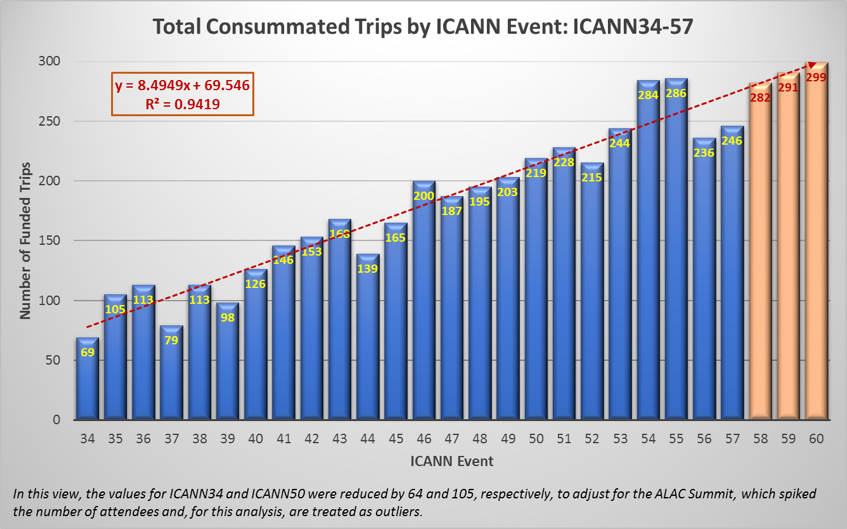 Total Consummated Trips by ICANN Event: ICANN34-57
y = 8.4949x + 69.546
R² = 0.9419
Number of Funded Trips
300
250
200
150
100
50
0
69 105 113 79 113 98 126 146 153 168 139 165 200 187 195 203 219 228 215 244 284 286 236 246 282 291 299
34 35 36 37 38 39 40 41 42 43 44 45 46 47 48 49 50 51 52 53 54 55 56 57 58 59 60
ICANN Event
In this view, the values for ICANN34 and ICANN50 were reduced by 64 and 105, respectively, to adjust for the ALAC Summit, which spiked
the number of attendees and, for this analysis, are treated as outliers.